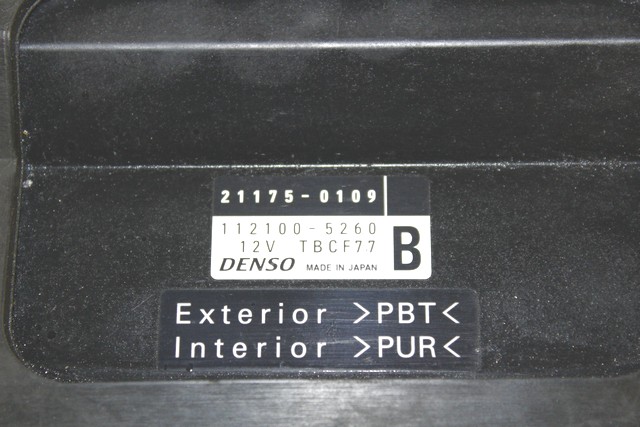 21175-0109
112100-5260
12V TBCF77
B
DENSO MADE IN JAPAN
Exterior >PBT<
Interior >PUR<